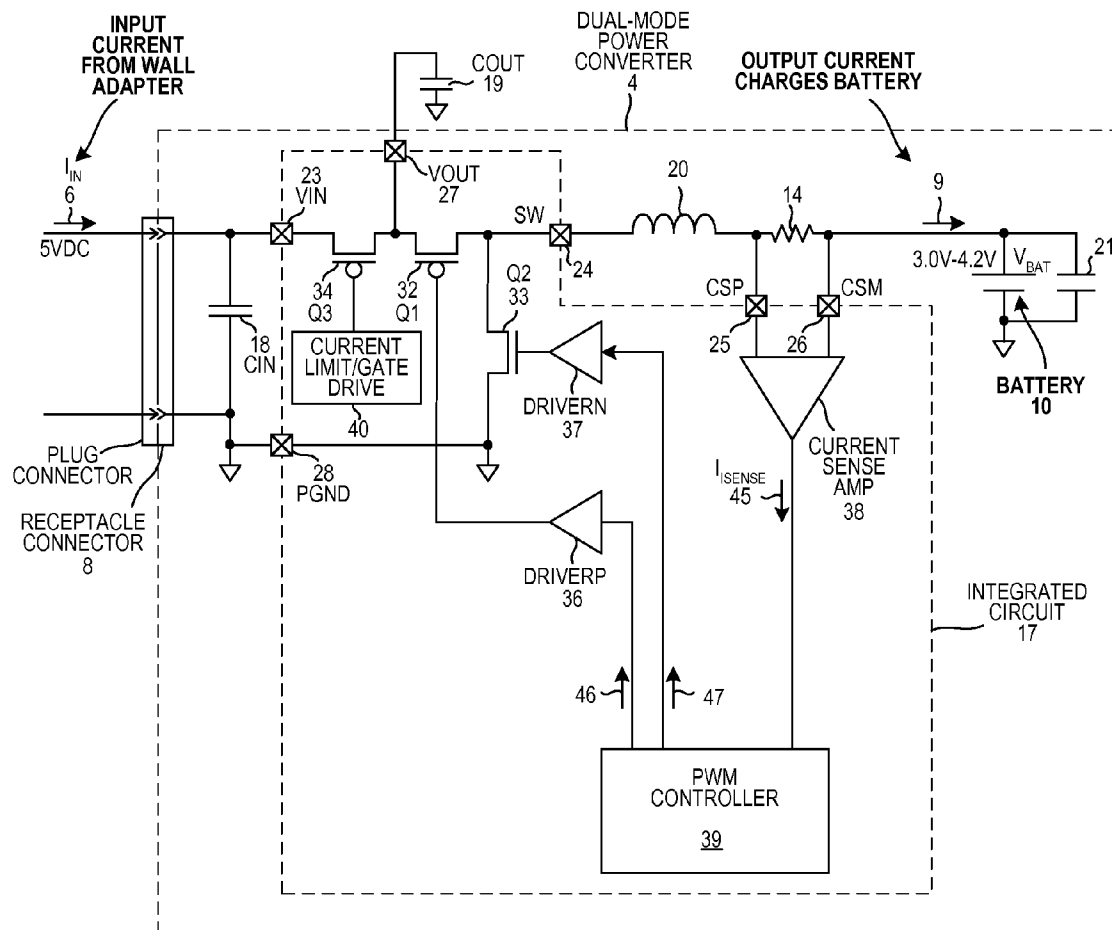 INPUT
CURRENT
FROM WALL
ADAPTER
DUAL-MODE
POWER
CONVERTER
4
COUT
19
OUTPUT CURRENT
CHARGES BATTERY
I_IN
6
5VDC
23
VIN
VOUT
27
SW
24
20
14
9
3.0V-4.2V
V_BAT
21
34
Q3
32
Q1
Q2
33
CSP
25
CSM
26
18
CIN
CURRENT
LIMIT/GATE
DRIVE
40
DRIVERN
37
BATTERY
10
PLUG
CONNECTOR
RECEPTACLE
CONNECTOR
8
28
PGND
CURRENT
SENSE
AMP
38
I_ISENSE
45
DRIVERP
36
INTEGRATED
CIRCUIT
17
46
47
PWM
CONTROLLER
39